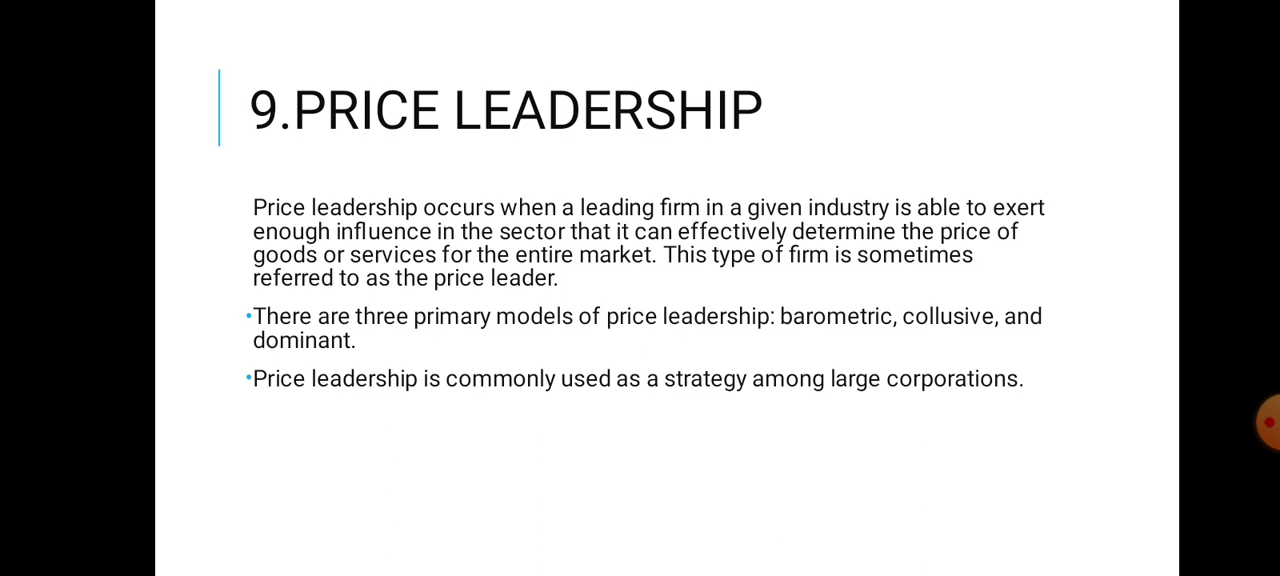 9.PRICE LEADERSHIP
Price leadership occurs when a leading firm in a given industry is able to exert
enough influence in the sector that it can effectively determine the price of
goods or services for the entire market. This type of firm is sometimes
referred to as the price leader.
•There are three primary models of price leadership: barometric, collusive, and
dominant.
•Price leadership is commonly used as a strategy among large corporations.